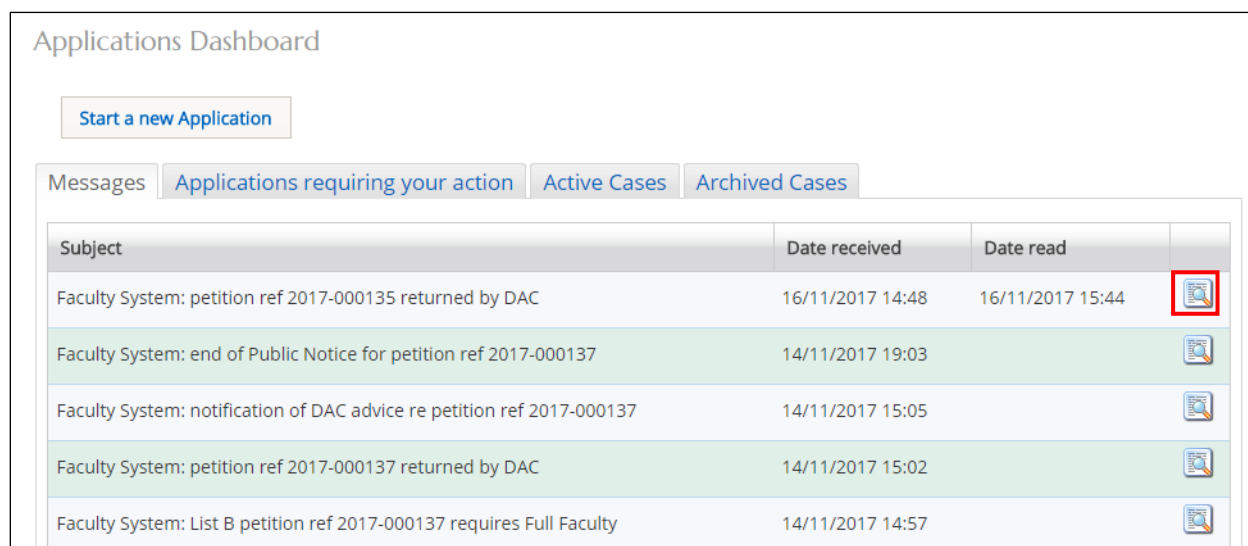 Applications Dashboard
Start a new Application
Messages Applications requiring your action Active Cases Archived Cases
Subject Date received Date read
Faculty System: petition ref 2017-000135 returned by DAC 16/11/2017 14:48 16/11/2017 15:44
Faculty System: end of Public Notice for petition ref 2017-000137 14/11/2017 19:03
Faculty System: notification of DAC advice re petition ref 2017-000137 14/11/2017 15:05
Faculty System: petition ref 2017-000137 returned by DAC 14/11/2017 15:02
Faculty System: List B petition ref 2017-000137 requires Full Faculty 14/11/2017 14:57